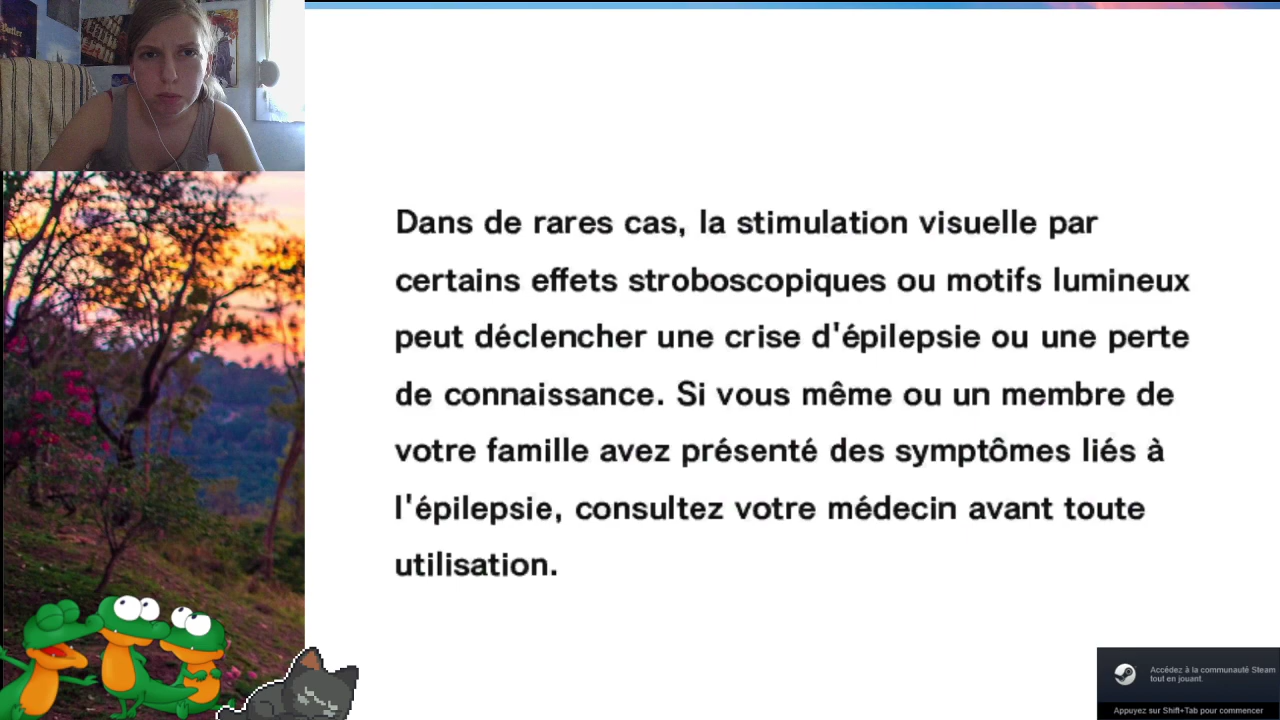 Dans de rares cas, la stimulation visuelle par
certains effets stroboscopiques ou motifs lumineux
peut déclencher une crise d'épilepsie ou une perte
de connaissance. Si vous même ou un membre de
votre famille avez présenté des symptômes liés à
l'épilepsie, consultez votre médecin avant toute
utilisation.
Accédez à la communauté Steam
tout en jouant
Appuyez sur Shift+Tab pour commencer